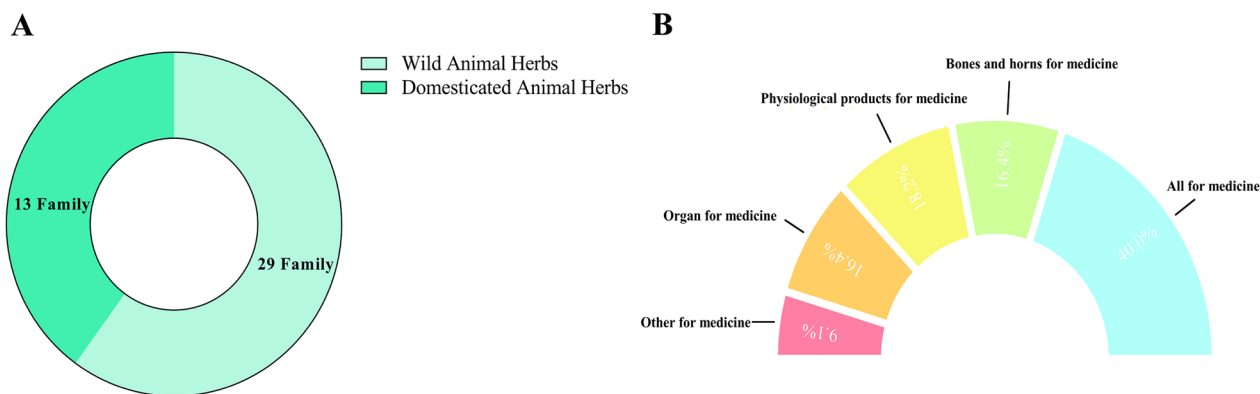 A
Wild Animal Herbs
Domesticated Animal Herbs
13 Family
29 Family
B
Bones and horns for medicine
Physiological products for medicine
16.4%
18.2%
All for medicine
Organ for medicine
40.0%
16.4%
Other for medicine
9.1%